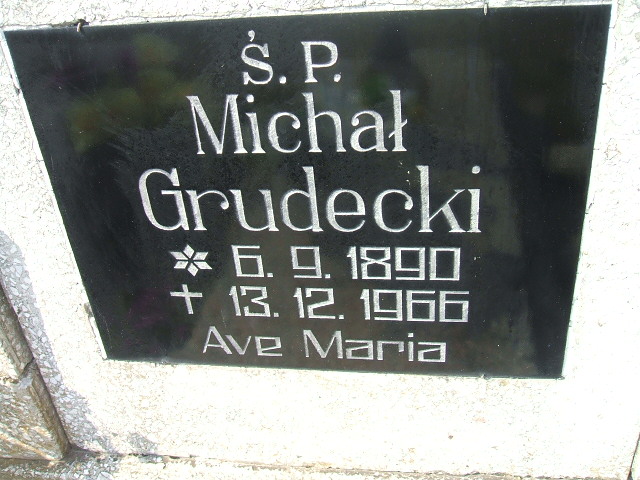 Ś. P.
Michał
Grudecki
* 6. 9. 1890
✝ 13. 12. 1966
Ave Maria